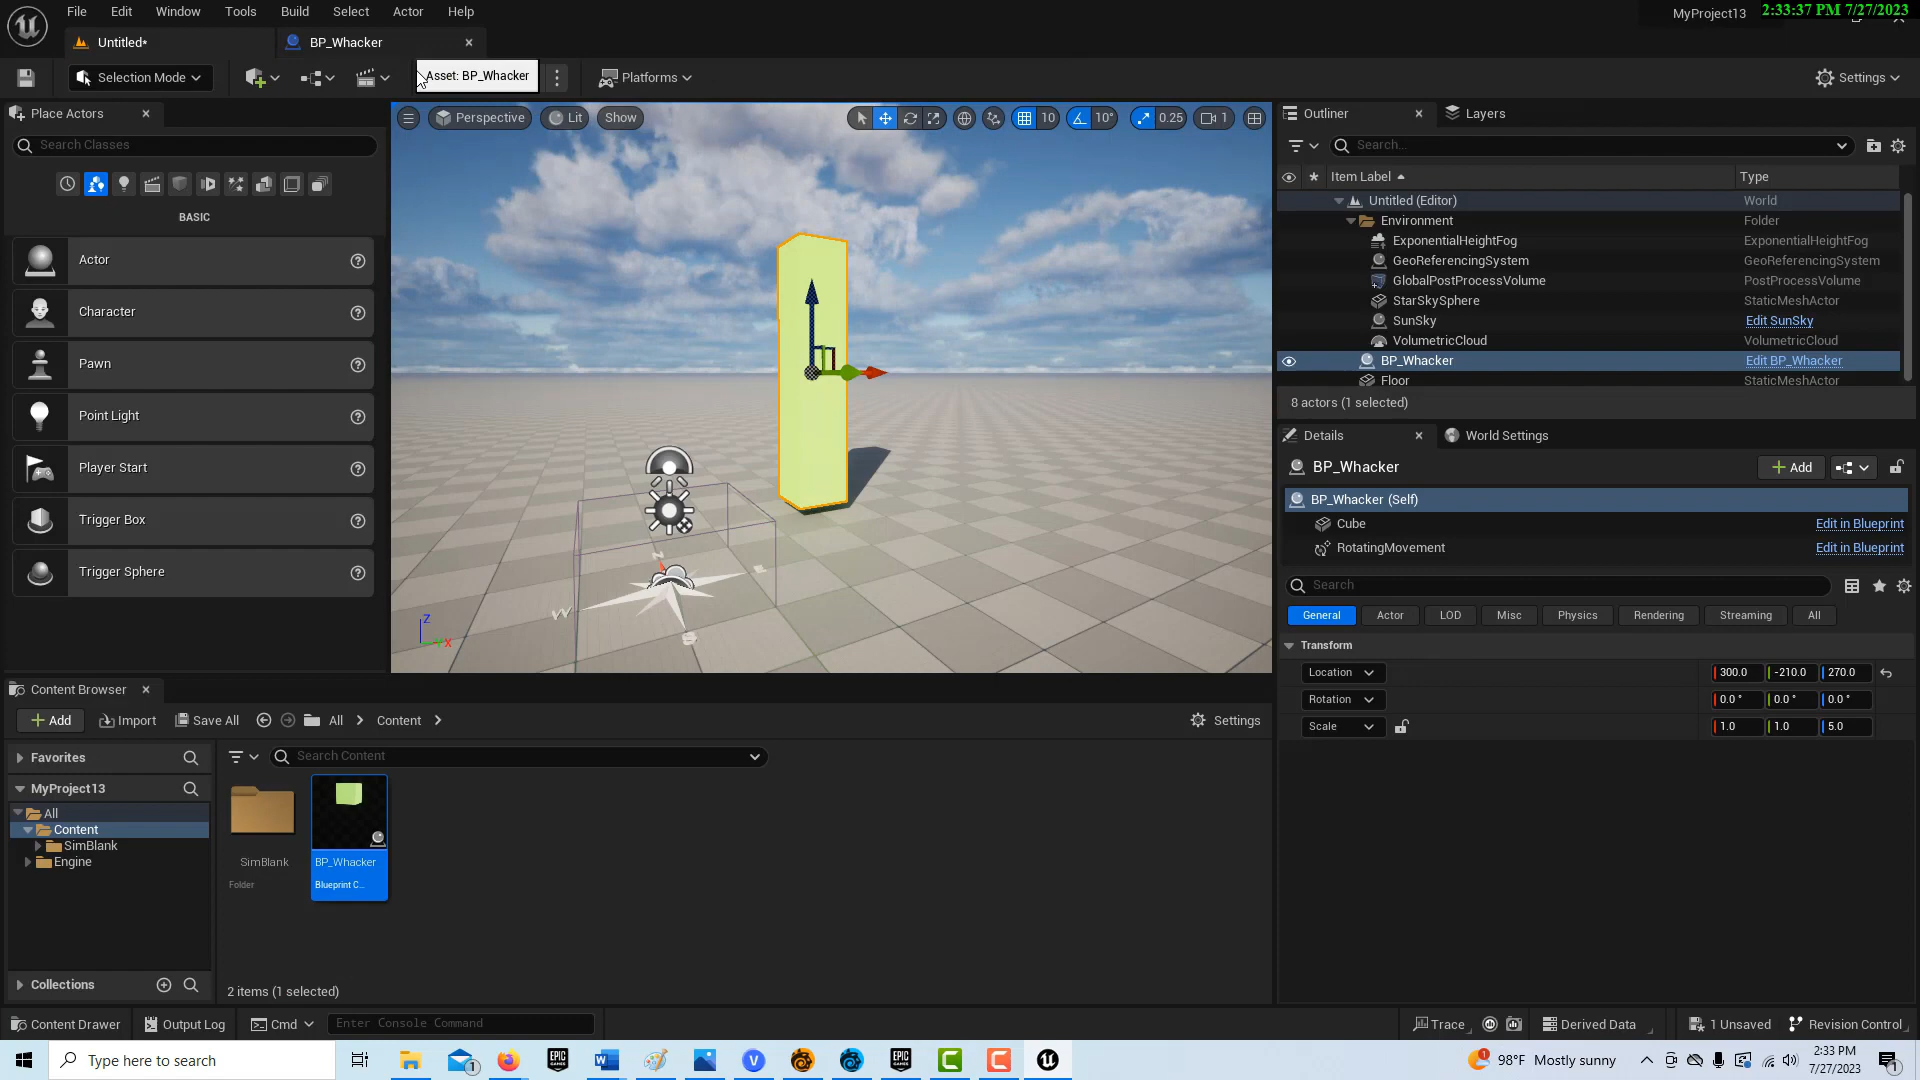 File Edit Window Tools Build Select Actor Help
MyProject13
2:33:37 PM 7/27/2023
Untitled* BP_Whacker
Selection Mode
Asset: BP_Whacker
Platforms
Settings
Place Actors
Search Classes
BASIC
Actor
Character
Pawn
Point Light
Player Start
Trigger Box
Trigger Sphere
Perspective Lit Show
10 10° 0.25 1
Z
X
W
N
Outliner Layers
Search...
Item Label Type
Untitled (Editor) World
Environment Folder
ExponentialHeightFog ExponentialHeightFog
GeoReferencingSystem GeoReferencingSystem
GlobalPostProcessVolume PostProcessVolume
StarSkySphere StaticMeshActor
SunSky Edit SunSky
VolumetricCloud VolumetricCloud
BP_Whacker Edit BP_Whacker
Floor StaticMeshActor
8 actors (1 selected)
Details World Settings
BP_Whacker
Add
BP_Whacker (Self)
Cube Edit in Blueprint
RotatingMovement Edit in Blueprint
Search
General Actor LOD Misc Physics Rendering Streaming All
Transform
Location 300.0 -210.0 270.0
Rotation 0.0 ° 0.0 ° 0.0 °
Scale 1.0 1.0 5.0
Content Browser
Add Import Save All All Content
Settings
Favorites
MyProject13
All
Content
SimBlank
Engine
Collections
Search Content
SimBlank
Folder
BP_Whacker
Blueprint C...
2 items (1 selected)
Content Drawer Output Log Cmd Enter Console Command
Trace Derived Data 1 Unsaved Revision Control
Type here to search
1
EPIC GAMES
W
V
EPIC GAMES
C
C
1
98°F Mostly sunny
2:33 PM
7/27/2023
1